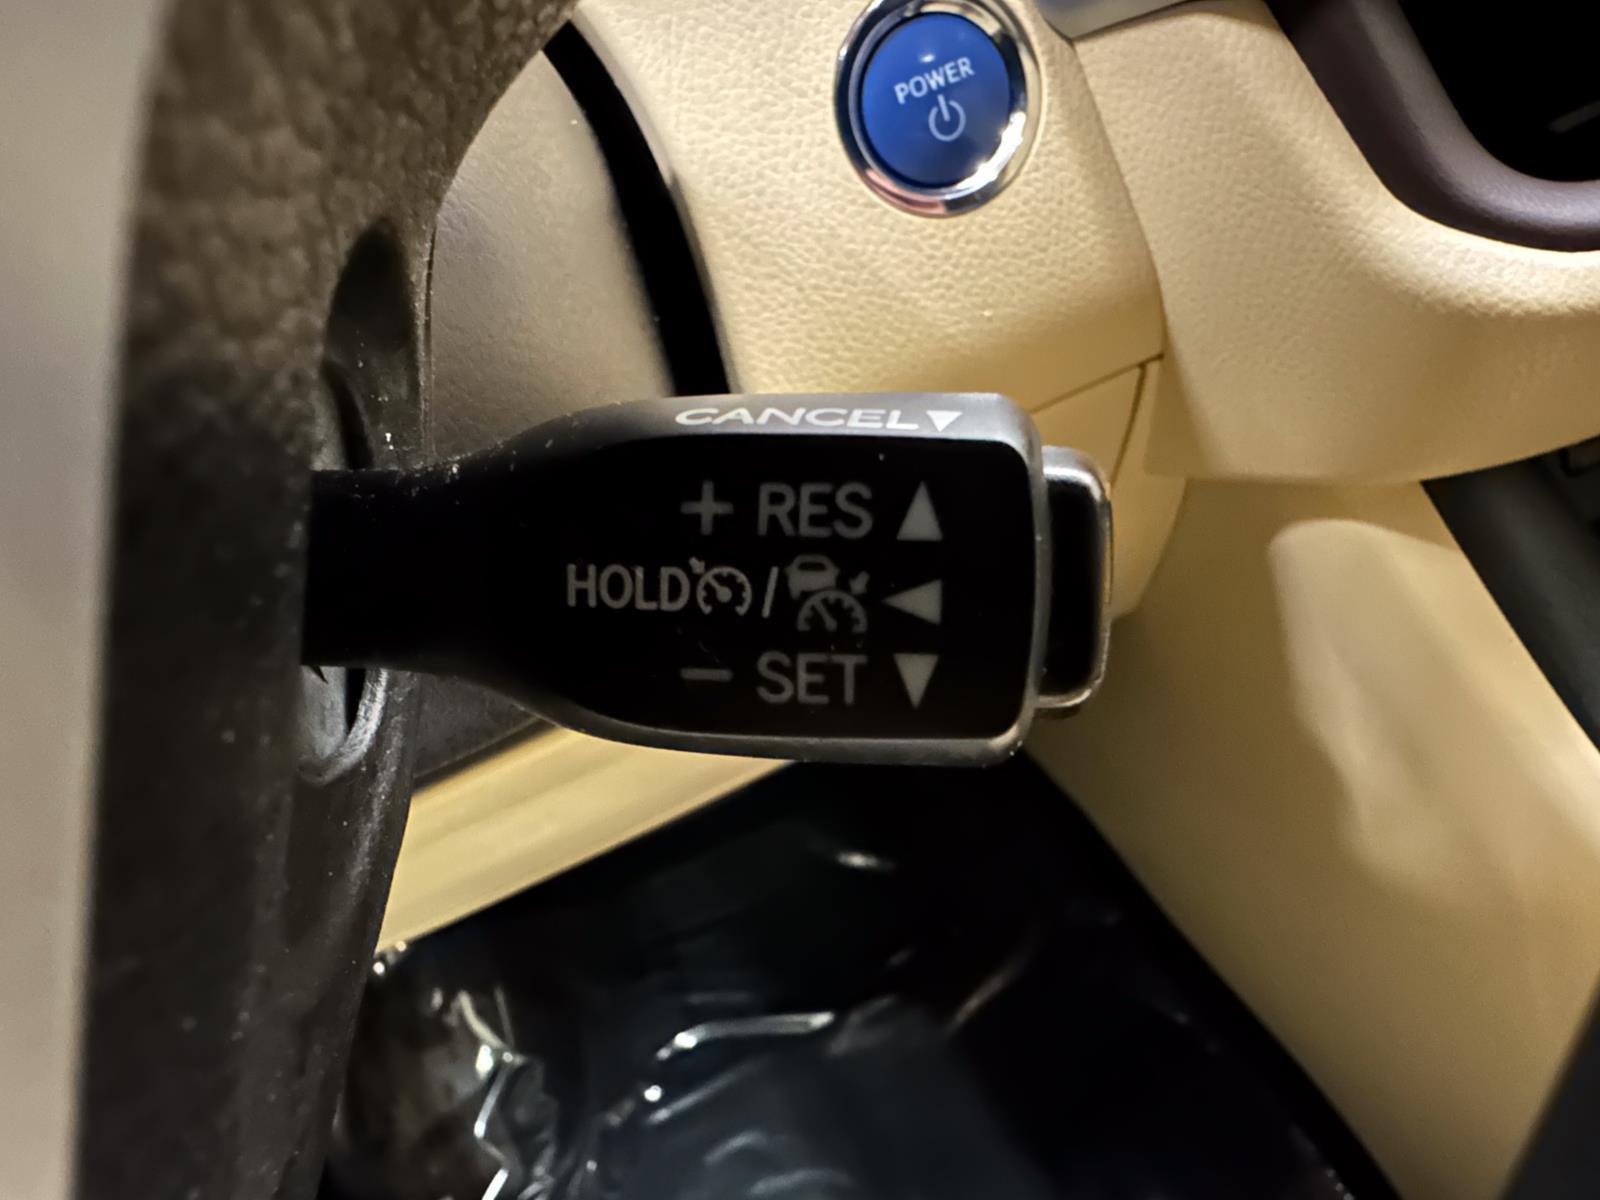 POWER
CANCEL
+ RES
HOLD /
- SET